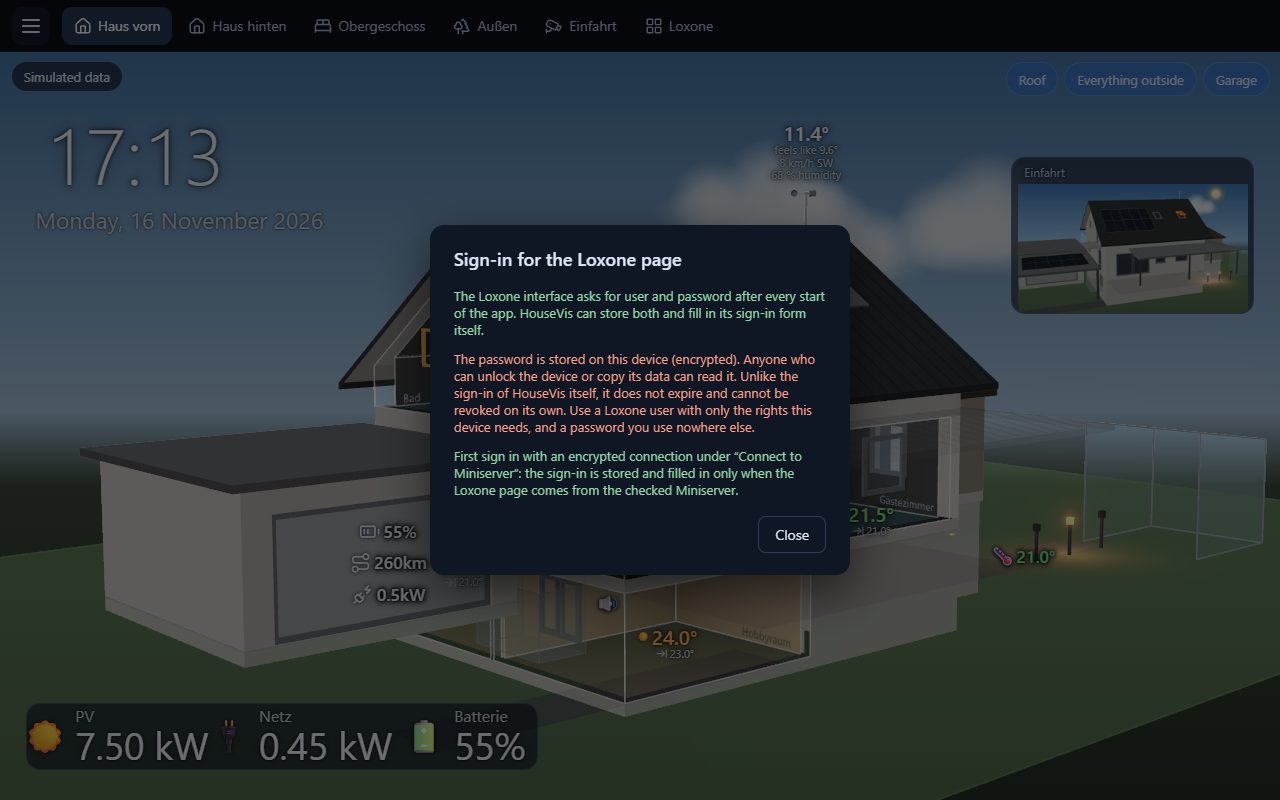 Haus vorn
Haus hinten
Obergeschoss
Außen
Einfahrt
Loxone
Simulated data
Roof
Everything outside
Garage
17:13
Monday, 16 November 2026
11.4°
feels like 9.6°
8 km/h SW
68 % humidity
Einfahrt
Sign-in for the Loxone page
The Loxone interface asks for user and password after every start
of the app. HouseVis can store both and fill in its sign-in form
itself.
The password is stored on this device (encrypted). Anyone who
can unlock the device or copy its data can read it. Unlike the
sign-in of HouseVis itself, it does not expire and cannot be
revoked on its own. Use a Loxone user with only the rights this
device needs, and a password you use nowhere else.
First sign in with an encrypted connection under “Connect to
Miniserver”: the sign-in is stored and filled in only when the
Loxone page comes from the checked Miniserver.
Close
Bad
Gästezimmer
21.5°
21.0°
21.0°
55%
260km
0.5kW
21.0°
24.0°
23.0°
Hobbyraum
PV
7.50 kW
Netz
0.45 kW
Batterie
55%